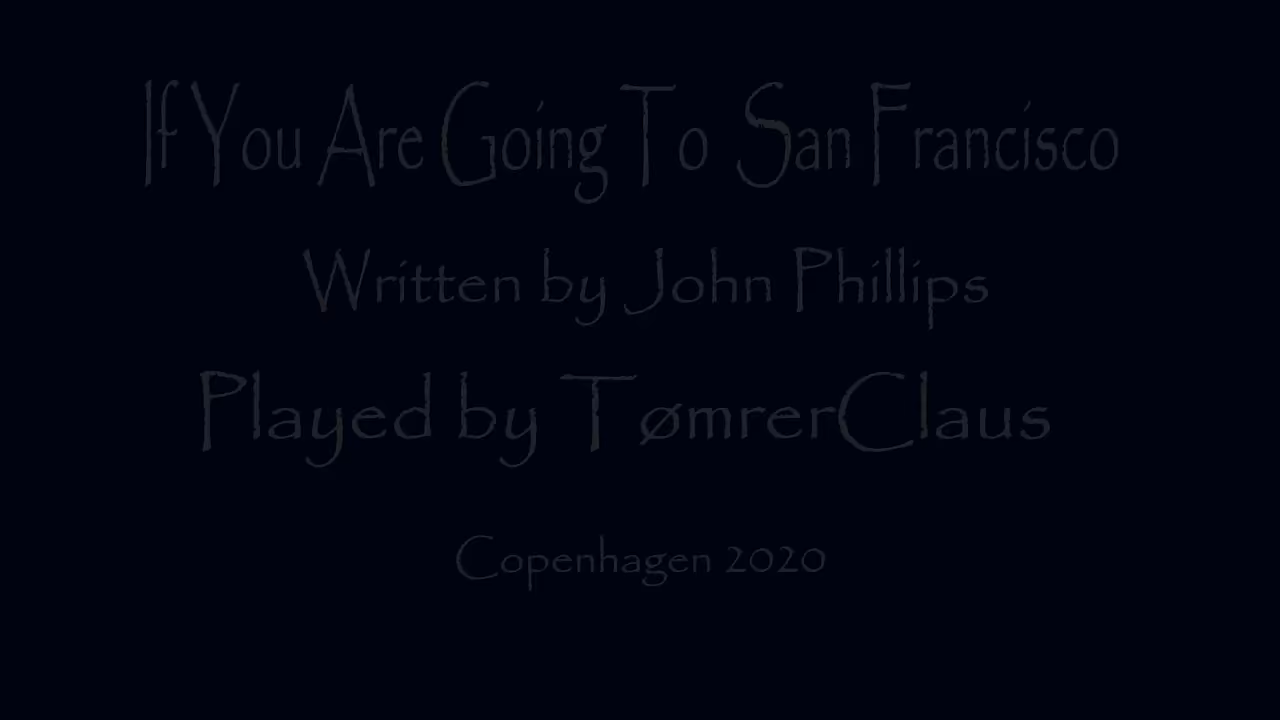 If You Are Going To San Francisco
Written by John Phillips
Played by TømrerClaus
Copenhagen 2020